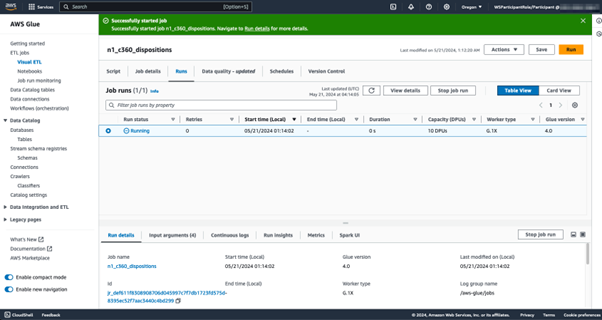 aws
Services
Search
[Option+S]
Oregon
WSParticipantRole/Participant @
AWS Glue
Getting started
ETL jobs
Visual ETL
Notebooks
Job run monitoring
Data Catalog tables
Data connections
Workflows (orchestration)
Data Catalog
Databases
Tables
Stream schema registries
Schemas
Connections
Crawlers
Classifiers
Catalog settings
Data Integration and ETL
Legacy pages
What's New
Documentation
AWS Marketplace
Enable compact mode
Enable new navigation
Successfully started job
Successfully started job n1_c360_dispositions. Navigate to Run details for more details.
n1_c360_dispositions
Last modified on 5/21/2024, 1:12:20 AM
Actions
Save
Run
Script
Job details
Runs
Data quality - updated
Schedules
Version Control
Job runs (1/1) Info
Last updated (UTC)
May 21, 2024 at 04:14:05
View details
Stop job run
Table View
Card View
Filter job runs by property
1
Run status
Retries
Start time (Local)
End time (Local)
Duration
Capacity (DPUs)
Worker type
Glue version
Running
0
05/21/2024 01:14:02
-
0 s
10 DPUs
G.1X
4.0
Run details
Input arguments (4)
Continuous logs
Run insights
Metrics
Spark UI
Stop job run
Job name
Start time (Local)
Glue version
Last modified on (Local)
n1_c360_dispositions
05/21/2024 01:14:02
4.0
05/21/2024 01:14:02
Id
End time (Local)
Worker type
Log group name
-
G.1X
/aws-glue/jobs
CloudShell
Feedback
© 2024, Amazon Web Services, Inc. or its affiliates.
Privacy
Terms
Cookie preferences